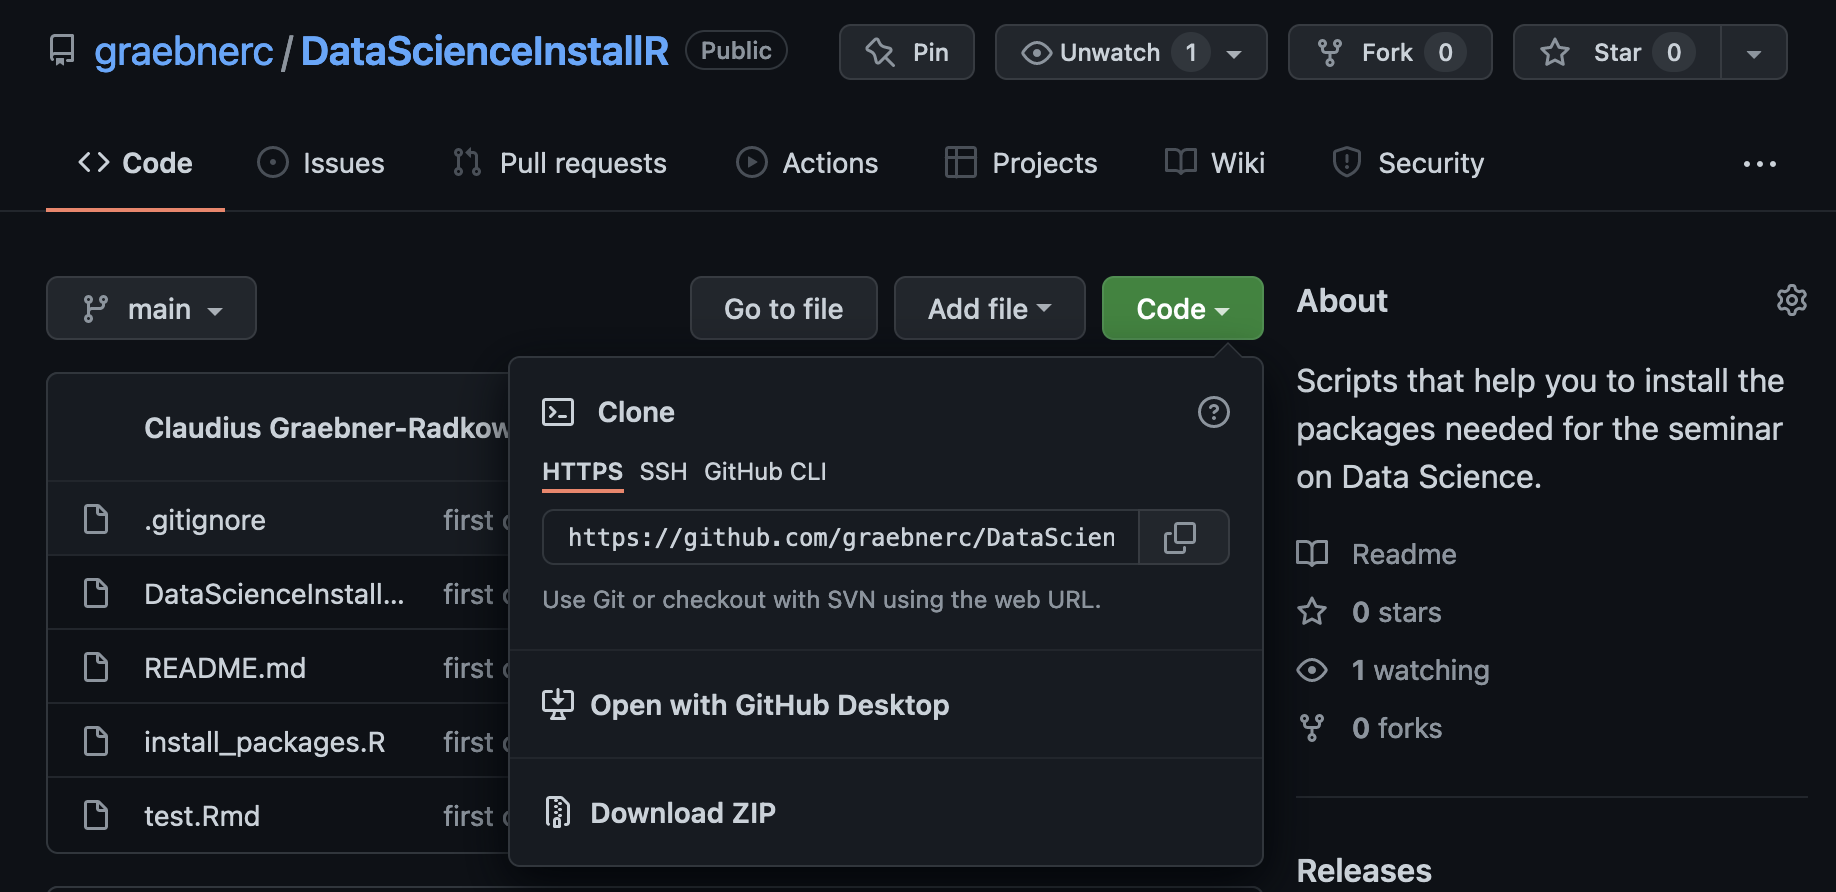 graebnerc/DataScienceInstallR Public Pin Unwatch 1 Fork 0 Star 0
Code Issues Pull requests Actions Projects Wiki Security ...
main Go to file Add file Code
Claudius Graebner-Radkow
.gitignore first
DataScienceInstall... first
README.md first
install_packages.R first
test.Rmd first
Clone
HTTPS SSH GitHub CLI
https://github.com/graebnerc/DataScien
Use Git or checkout with SVN using the web URL.
Open with GitHub Desktop
Download ZIP
About
Scripts that help you to install the
packages needed for the seminar
on Data Science.
Readme
0 stars
1 watching
0 forks
Releases